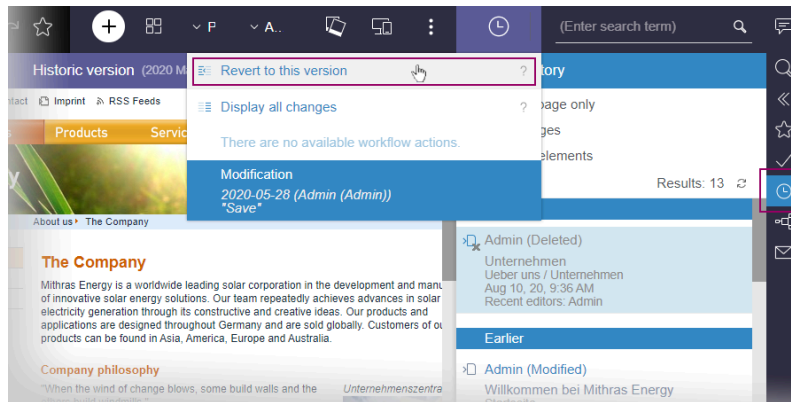 P
A..
(Enter search term)
Historic version (2020 M
Revert to this version
?
tory
Imprint
RSS Feeds
Display all changes
?
page only
Products
Servic
There are no available workflow actions.
ges
elements
Modification
2020-05-28 (Admin (Admin))
"Save"
Results: 13
About us
The Company
Admin (Deleted)
Unternehmen
Ueber uns / Unternehmen
Aug 10, 20, 9:36 AM
Recent editors: Admin
The Company
Mithras Energy is a worldwide leading solar corporation in the development and manu
of innovative solar energy solutions. Our team repeatedly achieves advances in solar
electricity generation through its constructive and creative ideas. Our products and
applications are designed throughout Germany and are sold globally. Customers of ou
products can be found in Asia, America, Europe and Australia.
Earlier
Company philosophy
Admin (Modified)
"When the wind of change blows, some build walls and the
Unternehmenszentra
Willkommen bei Mithras Energy